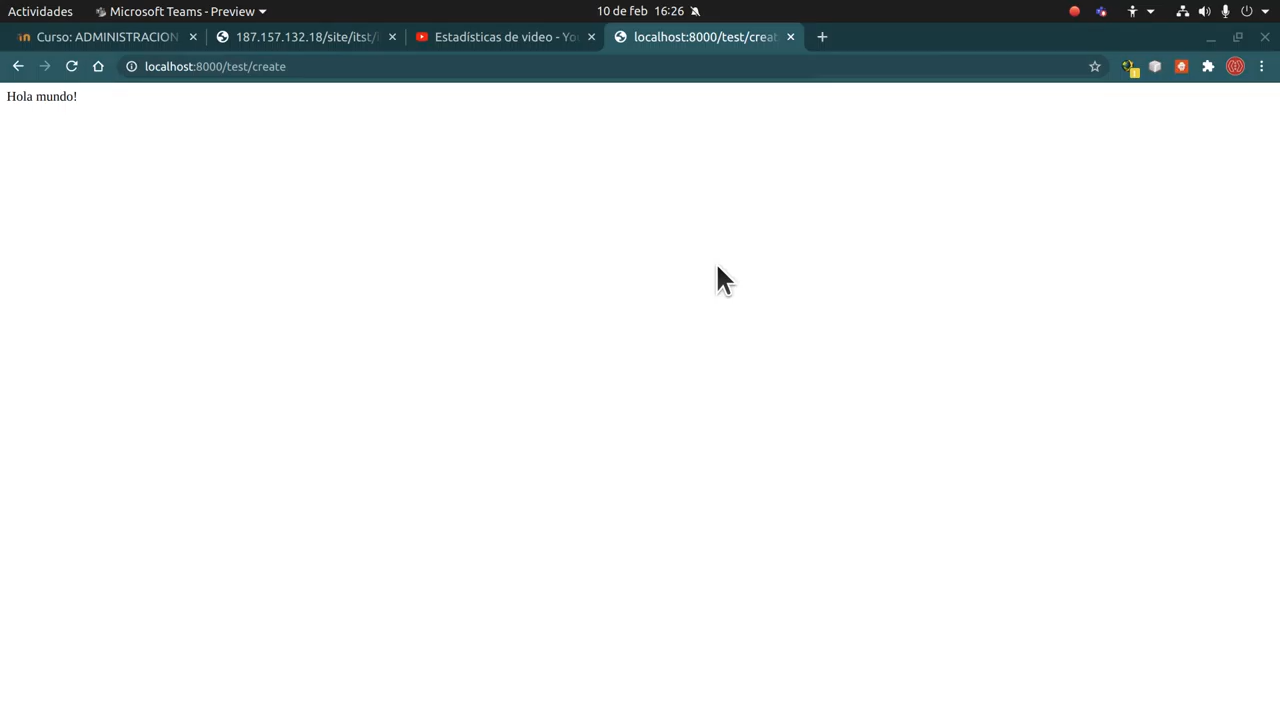 Actividades Microsoft Teams - Preview 10 de feb 16:26
Curso: ADMINISTRACION 187.157.132.18/site/itst/ Estadísticas de video - You localhost:8000/test/creat
localhost:8000/test/create
Hola mundo!